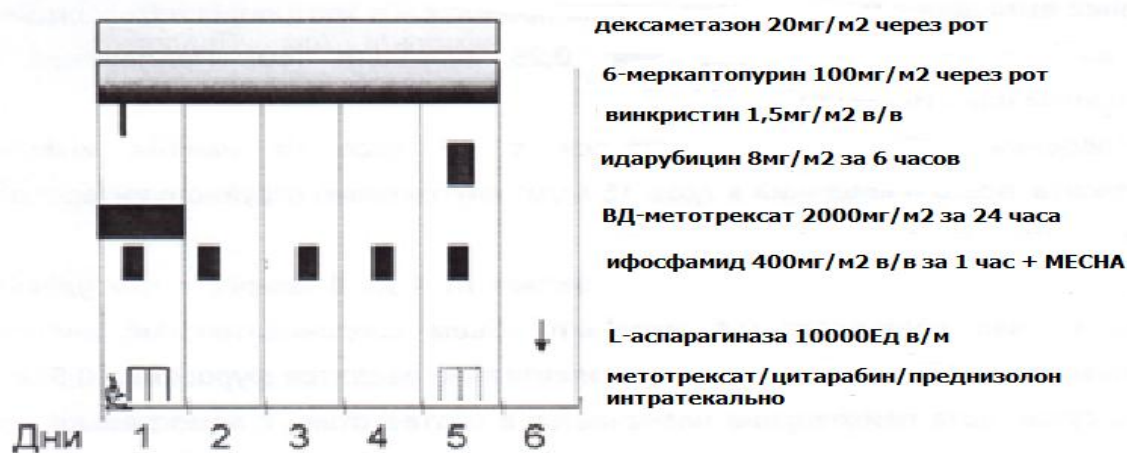 дексаметазон 20мг/м2 через рот
6-меркаптопурин 100мг/м2 через рот
винкристин 1,5мг/м2 в/в
идарубицин 8мг/м2 за 6 часов
ВД-метотрексат 2000мг/м2 за 24 часа
ифосфамид 400мг/м2 в/в за 1 час + МЕСНА
L-аспарагиназа 10000Ед в/м
метотрексат/цитарабин/преднизолон
интратекально
Дни 1 2 3 4 5 6